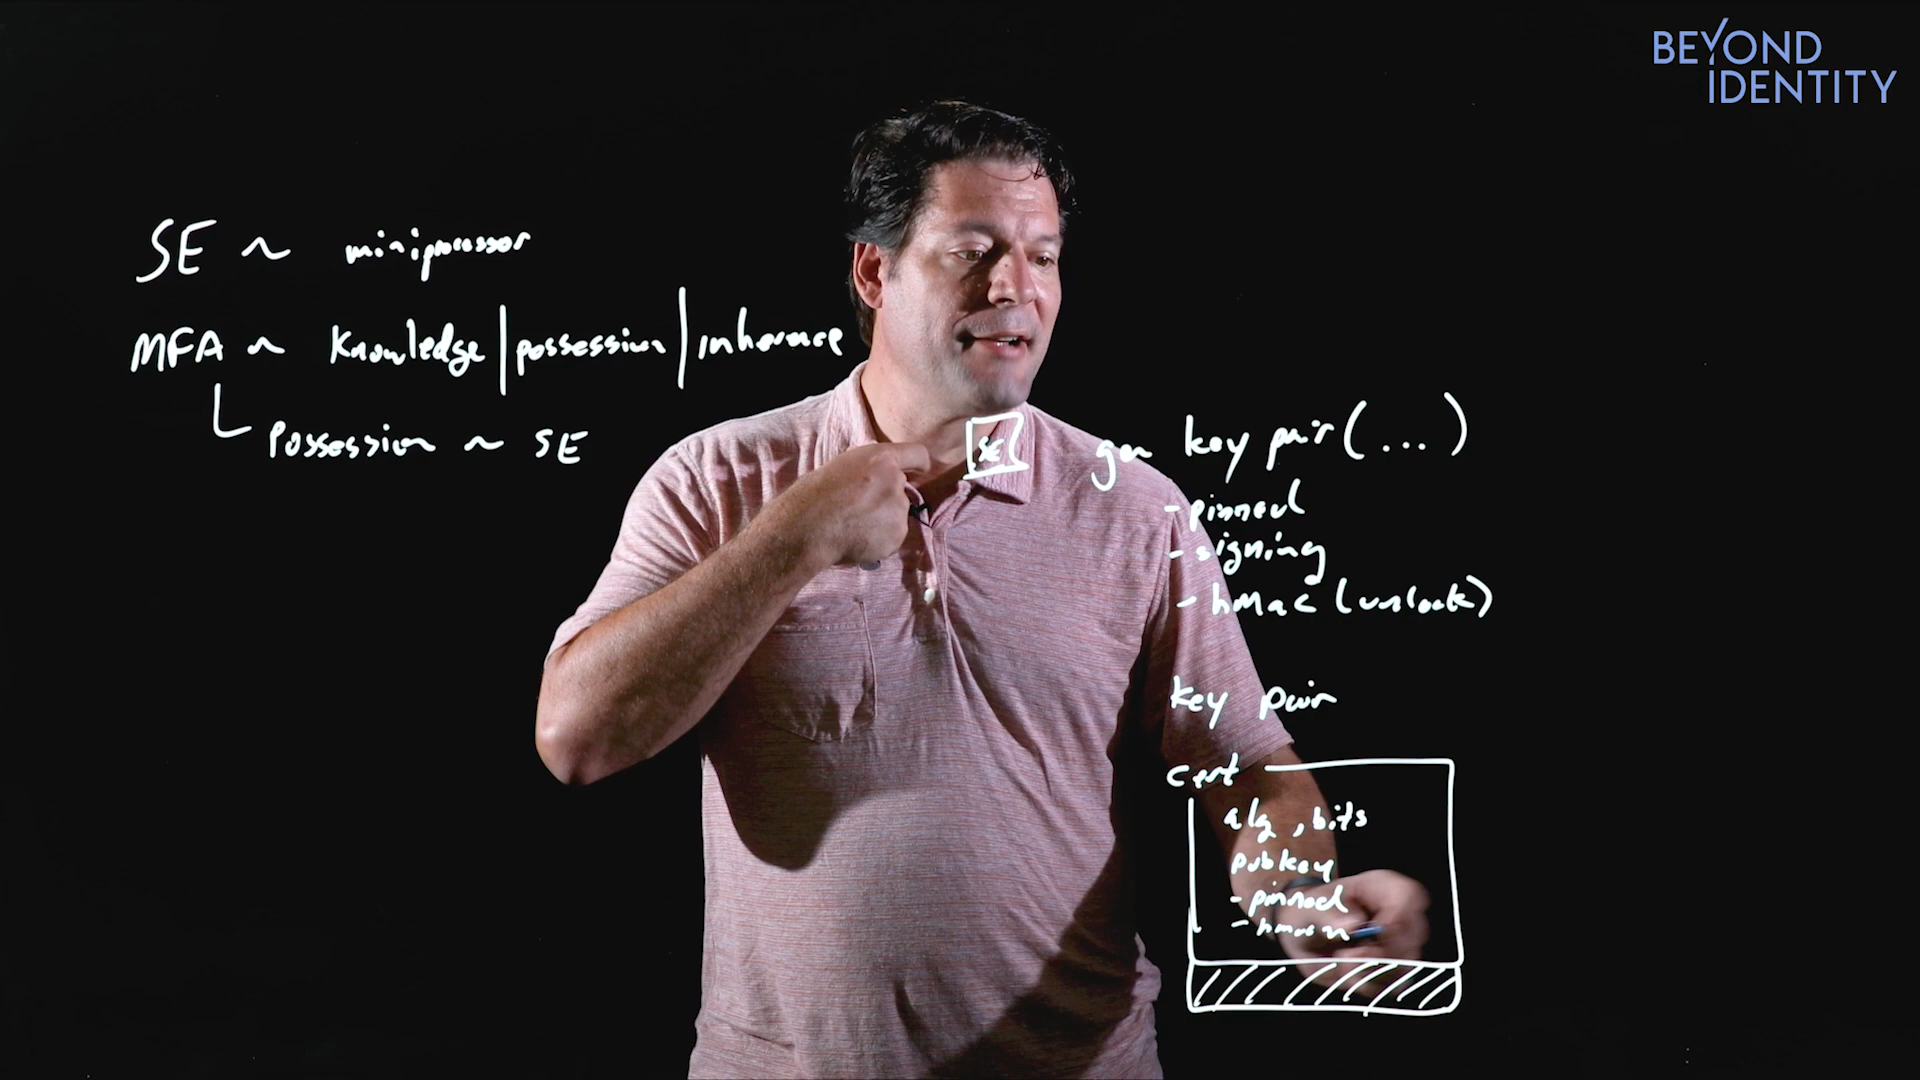 BEYOND
IDENTITY
SE ~ miniprocessor
MFA ~ knowledge | possession | inherence
possession ~ SE
SE
gen key pair (...)
- pinned
- signing
- hmac (unlock)
key pair
cert
alg, bits
pubkey
- pinned
- hmac